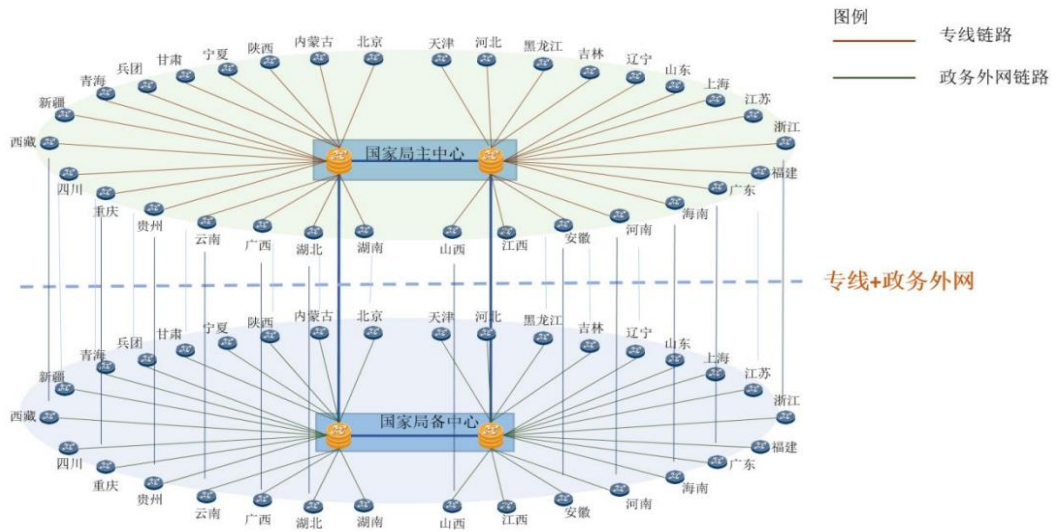 图例
专线链路
政务外网链路
内蒙古 北京 天津 河北 黑龙江
陕西 吉林
宁夏 辽宁
甘肃 山东
兵团 上海
青海 江苏
新疆 浙江
西藏 国家局主中心
福建
四川 广东
重庆 海南
贵州 河南
云南 广西 湖北 湖南 山西 江西 安徽
专线+政务外网
内蒙古 北京 天津 河北 黑龙江
陕西 吉林
宁夏 辽宁
甘肃 山东
兵团 上海
青海 江苏
新疆 浙江
西藏 国家局备中心
福建
四川 广东
重庆 海南
贵州 河南
云南 广西 湖北 湖南 山西 江西 安徽